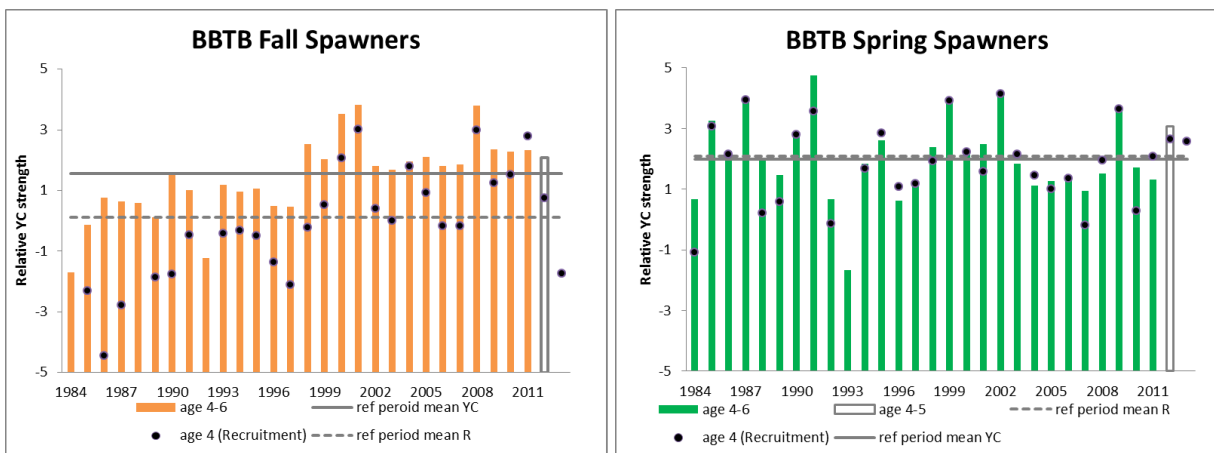 BBTB Fall Spawners
5
3
1
-1
-3
-5
Relative YC strength
1984 1987 1990 1993 1996 1999 2002 2005 2008 2011
age 4-6 ref peroid mean YC
age 4 (Recruitment) ref period mean R
BBTB Spring Spawners
5
3
1
-1
-3
-5
Relative YC strength
1984 1987 1990 1993 1996 1999 2002 2005 2008 2011
age 4-6 age 4-5 ref period mean R
age 4 (Recruitment) ref period mean YC